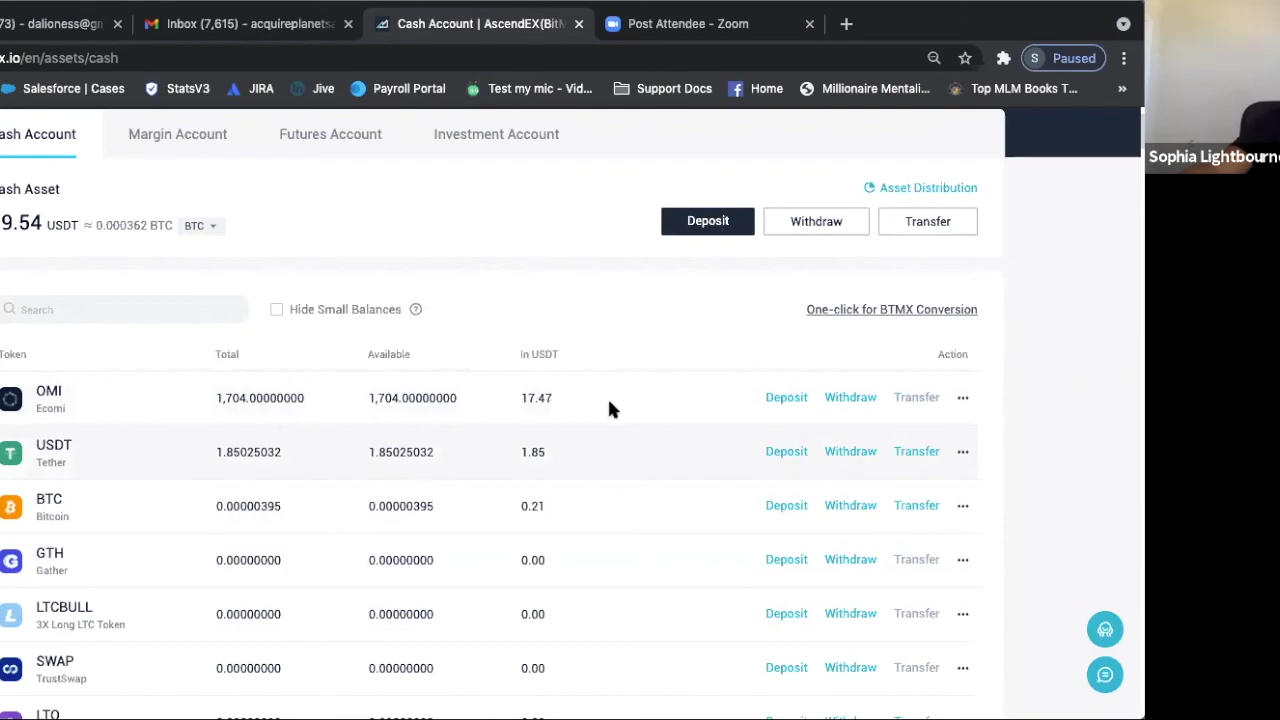 73) - dalioness@gn
Inbox (7,615) - acquireplanets
Cash Account | AscendEX(BitM
Post Attendee - Zoom
x.io/en/assets/cash
S Paused
Salesforce | Cases
StatsV3
JIRA
Jive
Payroll Portal
Test my mic - Vid...
Support Docs
Home
Millionaire Mentali...
Top MLM Books T...
»
ash Account
Margin Account
Futures Account
Investment Account
Sophia Lightbourn
ash Asset
Asset Distribution
9.54 USDT ≈ 0.000362 BTC BTC
Deposit
Withdraw
Transfer
Search
Hide Small Balances
One-click for BTMX Conversion
Token Total Available In USDT Action
OMI
Ecomi
1,704.00000000 1,704.00000000 17.47 Deposit Withdraw Transfer ...
USDT
Tether
1.85025032 1.85025032 1.85 Deposit Withdraw Transfer ...
BTC
Bitcoin
0.00000395 0.00000395 0.21 Deposit Withdraw Transfer ...
GTH
Gather
0.00000000 0.00000000 0.00 Deposit Withdraw Transfer ...
LTCBULL
3X Long LTC Token
0.00000000 0.00000000 0.00 Deposit Withdraw Transfer ...
SWAP
TrustSwap
0.00000000 0.00000000 0.00 Deposit Withdraw Transfer ...
LTO